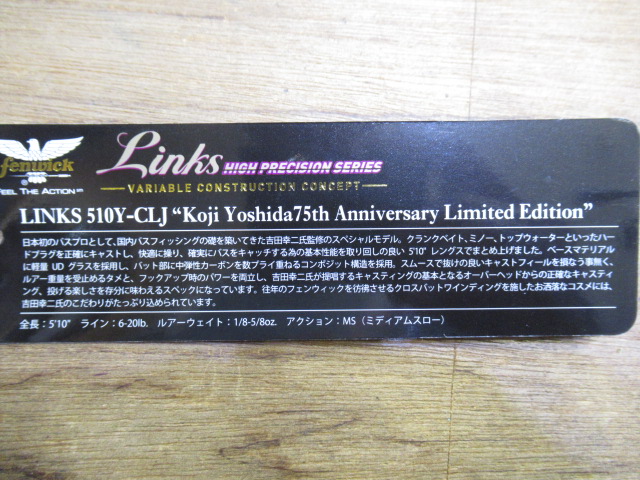 fenwick
FEEL THE ACTION
Links HIGH PRECISION SERIES
VARIABLE CONSTRUCTION CONCEPT
LINKS 510Y-CLJ “Koji Yoshida75th Anniversary Limited Edition”
日本初のバスプロとして、国内バスフィッシングの礎を築いてきた吉田幸二氏監修のスペシャルモデル。クランクベイト、ミノー、トップウォーターといったハー
ドプラグを正確にキャストし、快適に操り、確実にバスをキャッチする為の基本性能を取り回しの良い 5'10" レングスでまとめ上げました。ベースマテリアル
に軽量 UD グラスを採用し、バット部に中弾性カーボンを数プライ重ねるコンポジット構造を採用。スムースで抜けの良いキャストフィールを損なう事無く、
ルアー重量を受止めるタメと、フックアップ時のパワーを両立し、吉田幸二氏が提唱するキャスティングの基本となるオーバーヘッドからの正確なキャスティ
ング、投げる楽しさを存分に味わえるスペックになっています。往年のフェンウィックを彷彿させるクロスバットワインディングを施したお洒落なコスメには、
吉田幸二氏のこだわりがたっぷり込められています。
全長：5'10" ライン：6-20lb. ルアーウェイト：1/8-5/8oz. アクション：MS（ミディアムスロー）